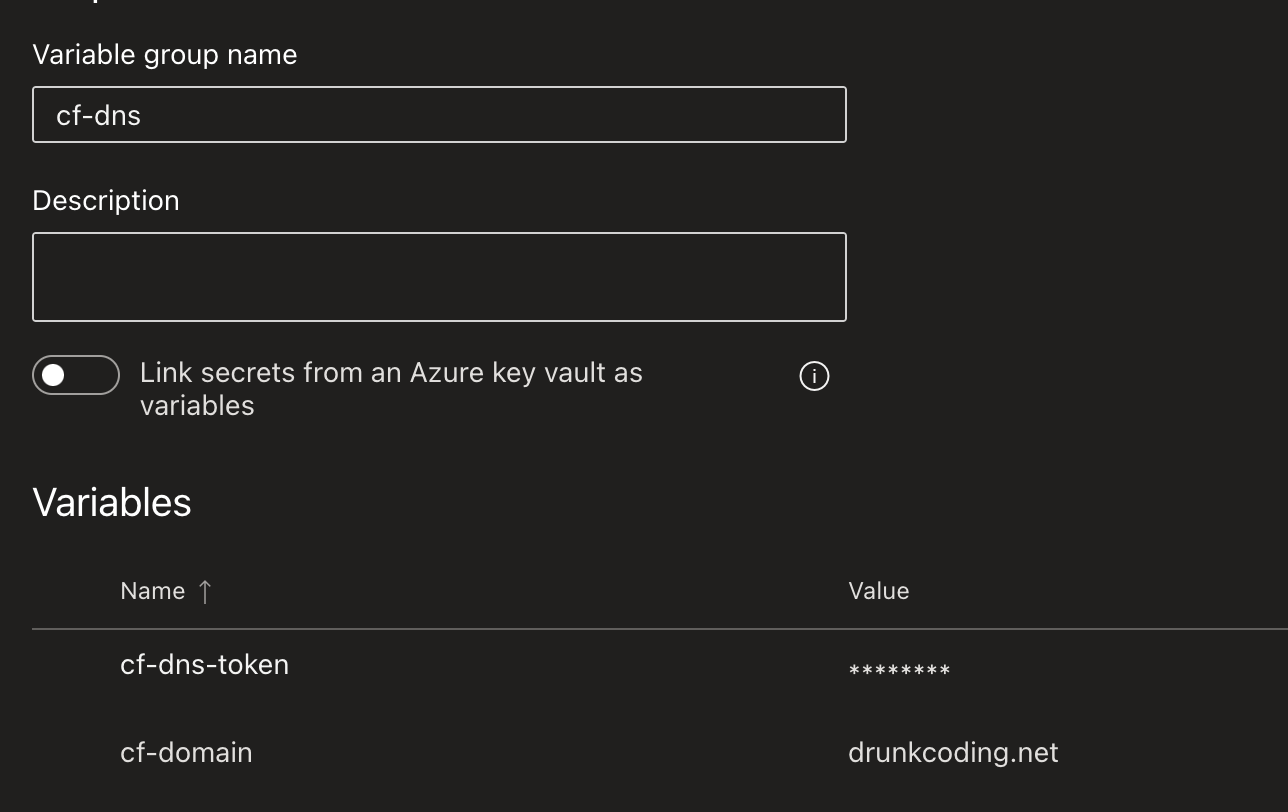 Variable group name
cf-dns
Description
Link secrets from an Azure key vault as
variables
Variables
Name ↑ Value
cf-dns-token ********
cf-domain drunkcoding.net